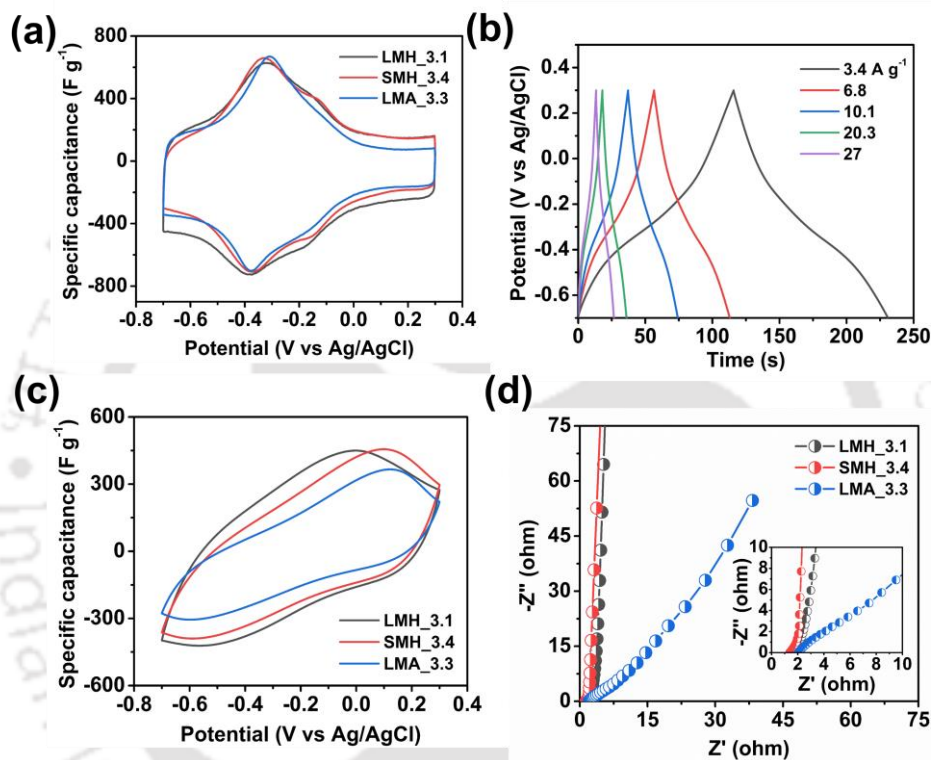 (a)
Specific capacitance (F g⁻¹)
800
400
0
-400
-800
LMH_3.1
SMH_3.4
LMA_3.3
-0.8 -0.6 -0.4 -0.2 0.0 0.2 0.4
Potential (V vs Ag/AgCl)
(b)
Potential (V vs Ag/AgCl)
0.4
0.2
0.0
-0.2
-0.4
-0.6
3.4 A g⁻¹
6.8
10.1
20.3
27
0 50 100 150 200 250
Time (s)
(c)
Specific capacitance (F g⁻¹)
600
300
0
-300
-600
LMH_3.1
SMH_3.4
LMA_3.3
-0.8 -0.6 -0.4 -0.2 0.0 0.2 0.4
Potential (V vs Ag/AgCl)
(d)
-Z'' (ohm)
75
60
45
30
15
0
LMH_3.1
SMH_3.4
LMA_3.3
-Z'' (ohm)
10
8
6
4
2
0
0 2 4 6 8 10
Z' (ohm)
0 15 30 45 60 75
Z' (ohm)